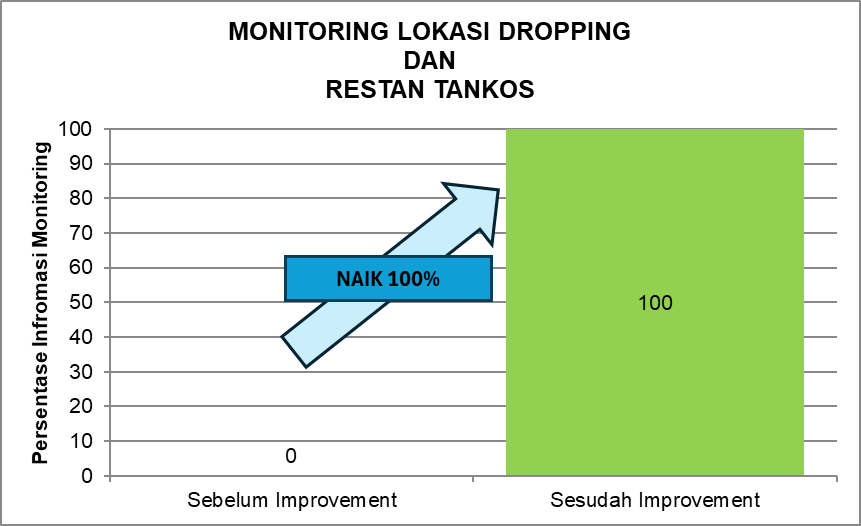 MONITORING LOKASI DROPPING
DAN
RESTAN TANKOS
Persentase Infromasi Monitoring
100
90
80
70
60
50
40
30
20
10
0
NAIK 100%
0
100
Sebelum Improvement
Sesudah Improvement